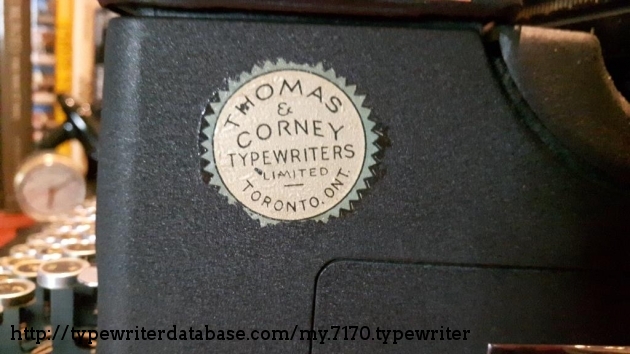 THOMAS
&
CORNEY
TYPEWRITERS
LIMITED
TORONTO. ONT.
http://typewriterdatabase.com/my.7170.typewriter